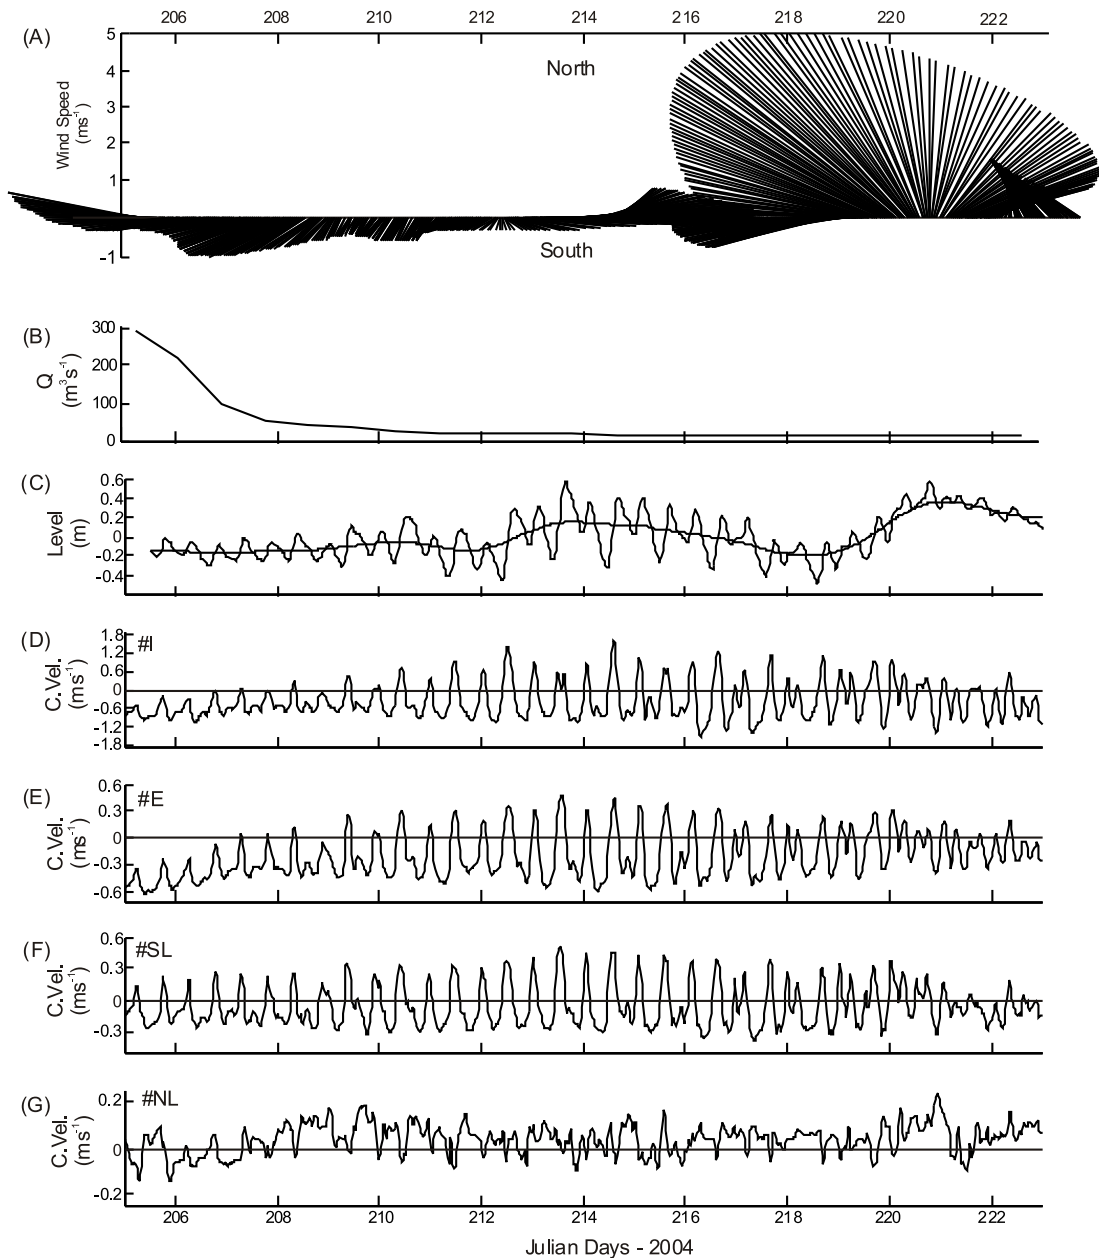 206 208 210 212 214 216 218 220 222
(A)
5
4
3
2
1
-1
Wind Speed
(ms⁻¹)
North
South
(B)
300
200
100
0
Q
(m³s⁻¹)
(C)
0.6
0.4
0.2
0
-0.2
-0.4
Level
(m)
(D)
#I
1.8
1.2
0.6
0
-0.6
-1.2
-1.8
C.Vel.
(ms⁻¹)
(E)
#E
0.6
0.3
0
-0.3
-0.6
C.Vel.
(ms⁻¹)
(F)
#SL
0.6
0.3
0
-0.3
C.Vel.
(ms⁻¹)
(G)
#NL
0.2
0
-0.2
C.Vel.
(ms⁻¹)
206 208 210 212 214 216 218 220 222
Julian Days - 2004